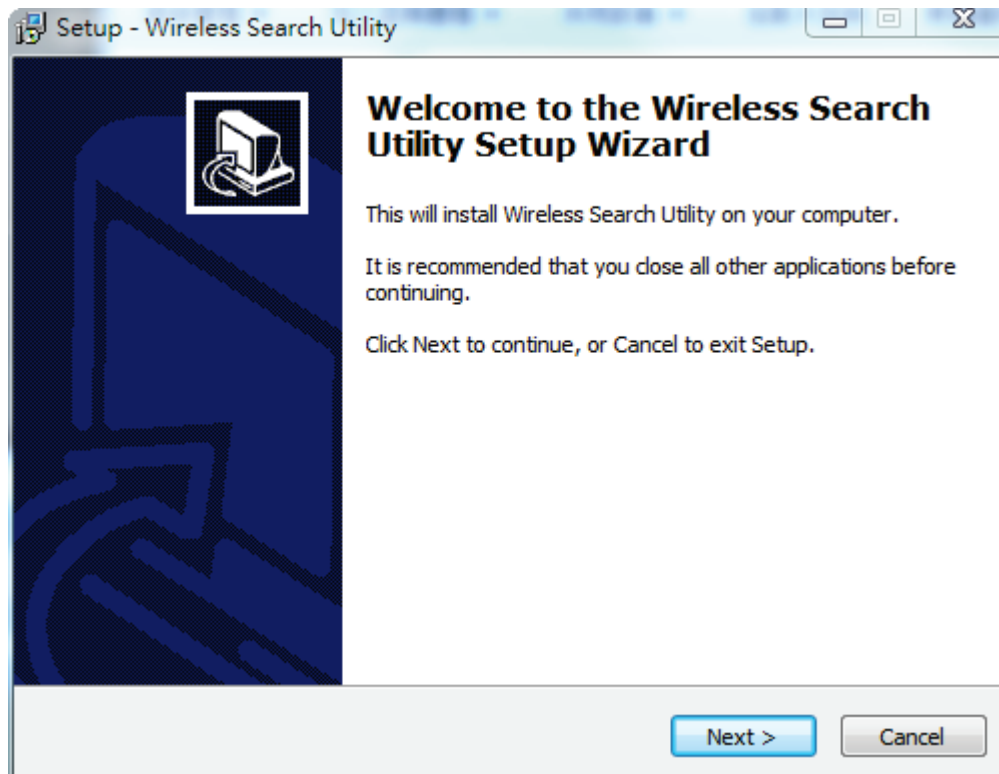 Setup - Wireless Search Utility
Welcome to the Wireless Search
Utility Setup Wizard
This will install Wireless Search Utility on your computer.
It is recommended that you close all other applications before
continuing.
Click Next to continue, or Cancel to exit Setup.
Next >
Cancel